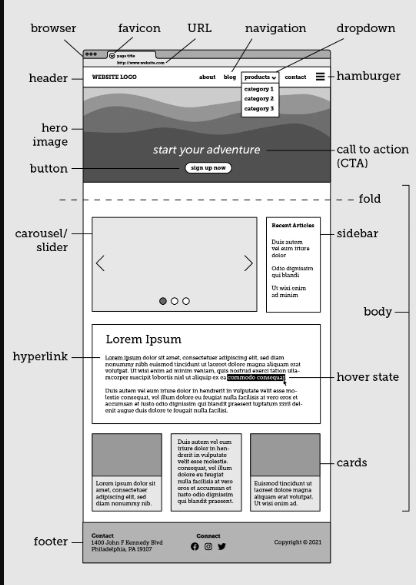 browser favicon URL navigation dropdown
page title
http://www.website.com
header WEBSITE LOGO about blog products contact hamburger
category 1
category 2
category 3
hero
image
start your adventure call to action
(CTA)
button sign up now
fold
carousel/
slider
Recent Articles sidebar
Duis autem
vel eum iriure
dolor
Odio dignissim
qui blandi
Ut wisi enim
ad minim
body
Lorem Ipsum
hyperlink Lorem Ipsum dolor sit amet, consectetuer adipiscing elit, sed diam
nonummy nibh euismod tincidunt ut laoreet dolore magna aliquam erat
volutpat. Ut wisi enim ad minim veniam, quis nostrud exerci tation ulla-
mcorper suscipit lobortis nisl ut aliquip ex ea commodo consequat. hover state
Duis autem vel eum iriure dolor in hendrerit in vulputate velit esse mo-
lestie consequat, vel illum dolore eu feugiat nulla facilisis at vero eros et
accumsan et iusto odio dignissim qui blandit praesent luptatum zzril del-
enit augue duis dolore te feugait nulla facilisi.
cards
Lorem ipsum
dolor sit amet,
consectetuer
adipiscing elit, sed
diam nonummy nib.
Duis autem vel eum
iriure dolor in hen-
drerit in vulputate
velit esse molestie.
consequat, vel illum
dolore eu feugiat
nulla facilisis at vero
eros et accumsan et
iusto odio dignissim
qui blandit praesent
Euismod tincidunt ut
laoreet dolore magna
aliquam erat volutpat.
Ut wisi enim ad.
footer Contact
1400 John F Kennedy Blvd
Philadelphia, PA 19107
Connect
Copyright © 2021